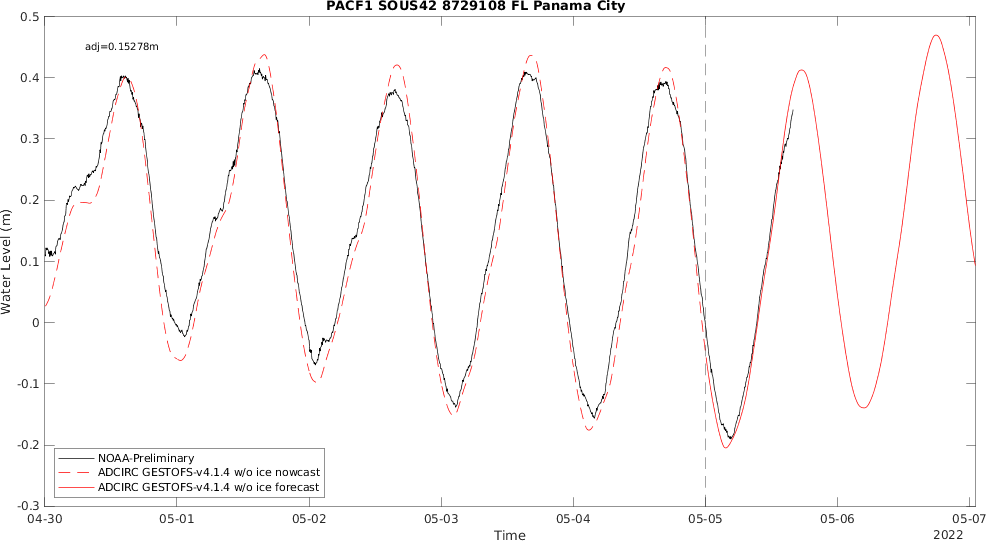 PACF1 SOUS42 8729108 FL Panama City
0.5
adj=0.15278m
0.4
0.3
0.2
0.1
0
-0.1
-0.2
-0.3
Water Level (m)
NOAA-Preliminary
ADCIRC GESTOFS-v4.1.4 w/o ice nowcast
ADCIRC GESTOFS-v4.1.4 w/o ice forecast
04-30 05-01 05-02 05-03 05-04 05-05 05-06 05-07
Time
2022